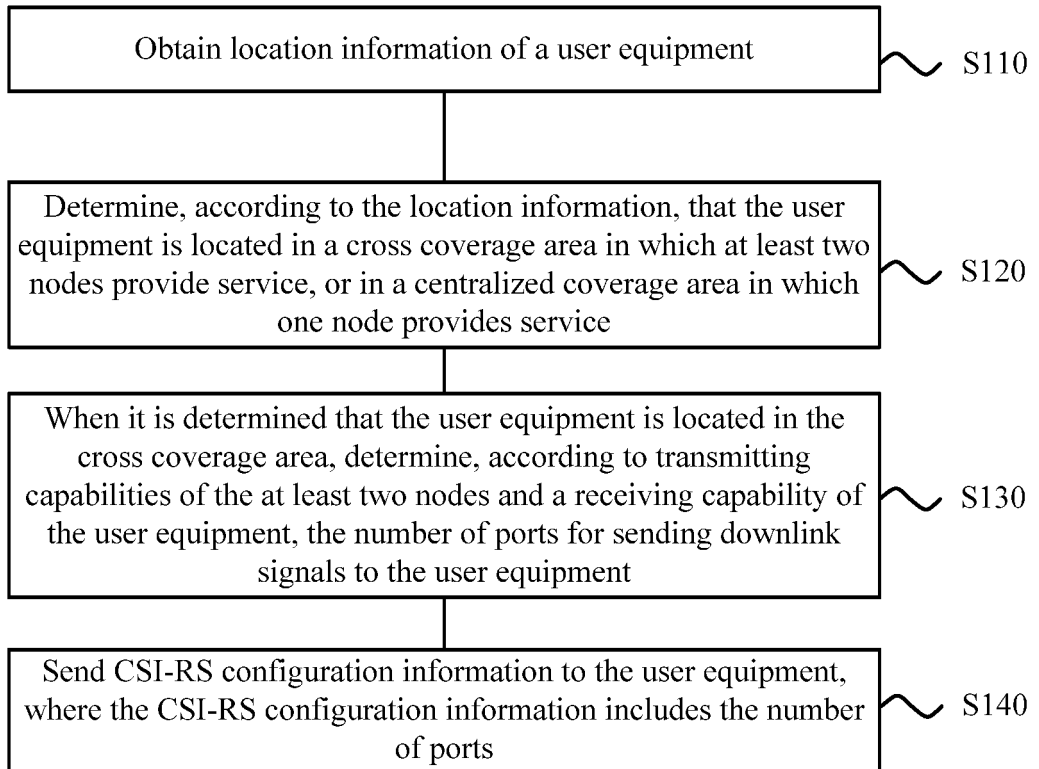 Obtain location information of a user equipment
S110
Determine, according to the location information, that the user
equipment is located in a cross coverage area in which at least two
nodes provide service, or in a centralized coverage area in which
one node provides service
S120
When it is determined that the user equipment is located in the
cross coverage area, determine, according to transmitting
capabilities of the at least two nodes and a receiving capability of
the user equipment, the number of ports for sending downlink
signals to the user equipment
S130
Send CSI-RS configuration information to the user equipment,
where the CSI-RS configuration information includes the number
of ports
S140